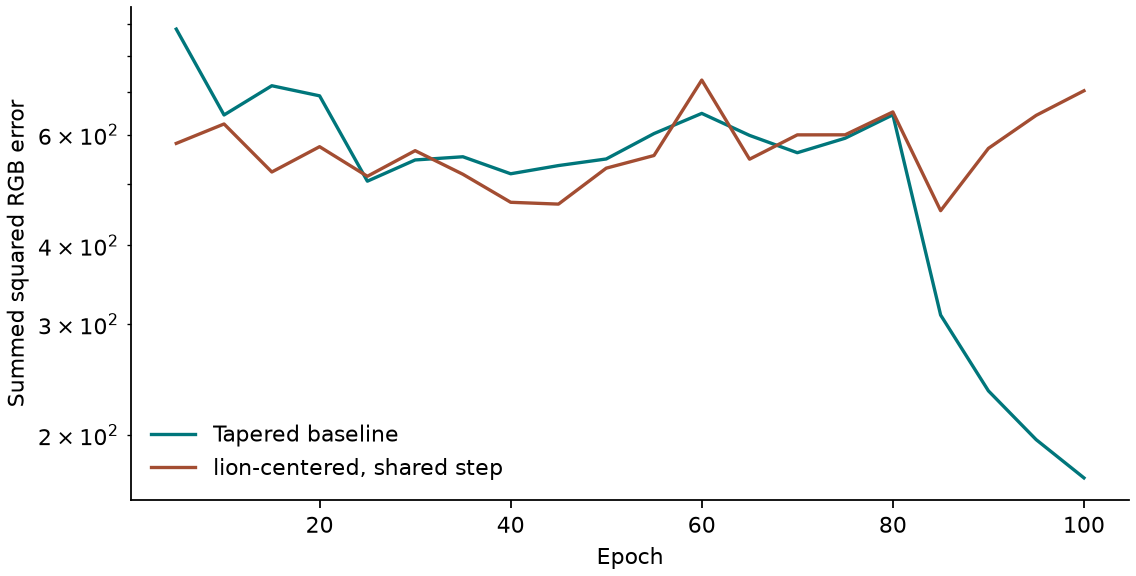 Summed squared RGB error
6 × 10²
4 × 10²
3 × 10²
2 × 10²
Tapered baseline
lion-centered, shared step
20 40 60 80 100
Epoch